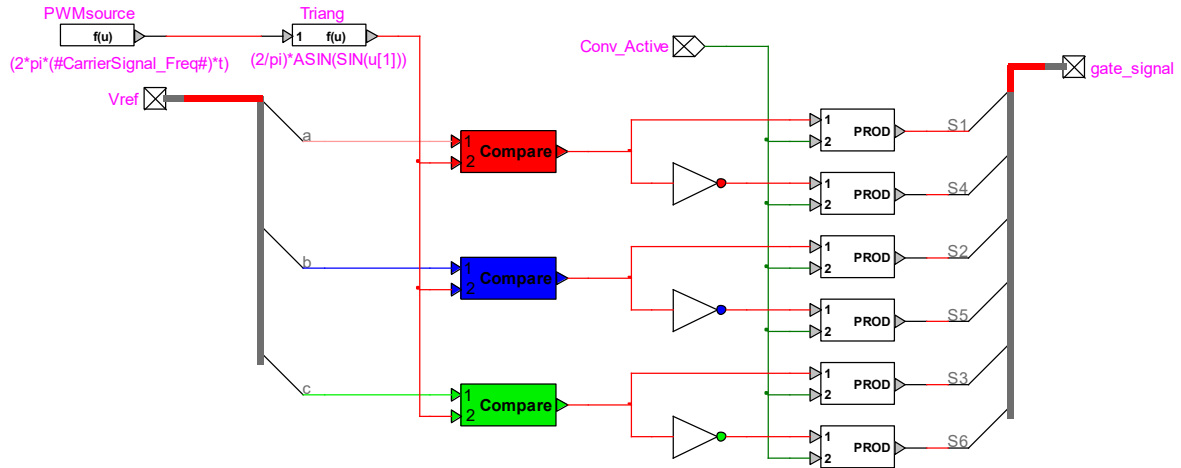 PWMsource
Triang
f(u)
1 f(u)
(2*pi*(#CarrierSignal_Freq#)*t)
(2/pi)*ASIN(SIN(u[1]))
Conv_Active
gate_signal
Vref
a
1
2
Compare
1
2
PROD
S1
1
2
PROD
S4
b
1
2
Compare
1
2
PROD
S2
1
2
PROD
S5
c
1
2
Compare
1
2
PROD
S3
1
2
PROD
S6